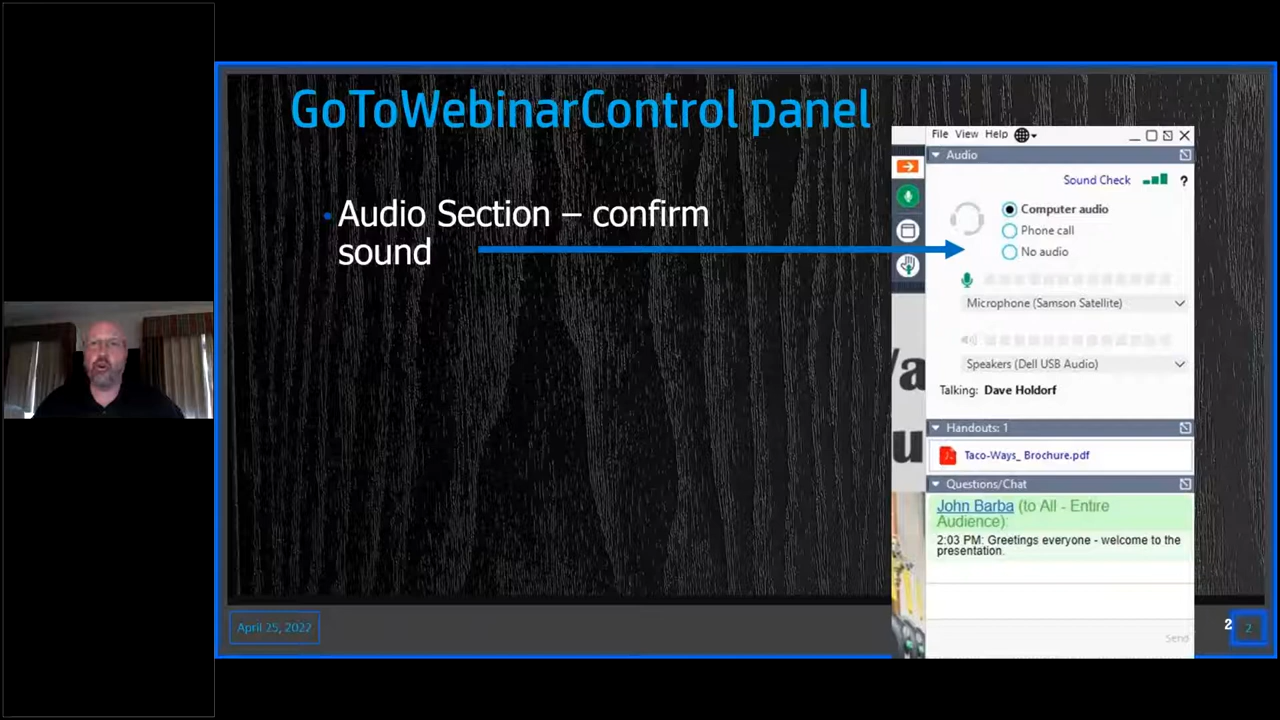 GoToWebinarControl panel
• Audio Section – confirm
sound
File View Help
Audio
Sound Check ?
Computer audio
Phone call
No audio
Microphone (Samson Satellite)
Speakers (Dell USB Audio)
Talking: Dave Holdorf
Handouts: 1
Taco-Ways_ Brochure.pdf
Questions/Chat
John Barba (to All - Entire
Audience):
2:03 PM: Greetings everyone - welcome to the
presentation.
Send
April 25, 2022
2
2